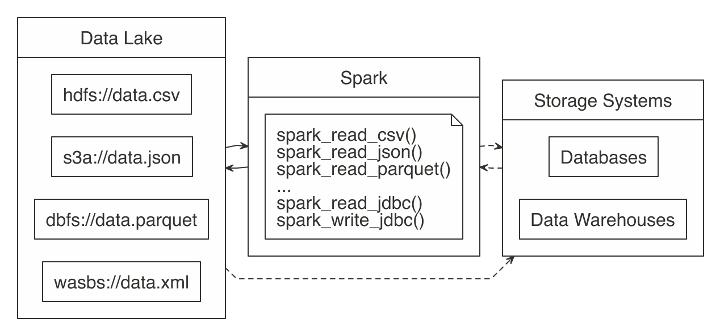 Data Lake
hdfs://data.csv
s3a://data.json
dbfs://data.parquet
wasbs://data.xml
Spark
spark_read_csv()
spark_read_json()
spark_read_parquet()
...
spark_read_jdbc()
spark_write_jdbc()
Storage Systems
Databases
Data Warehouses